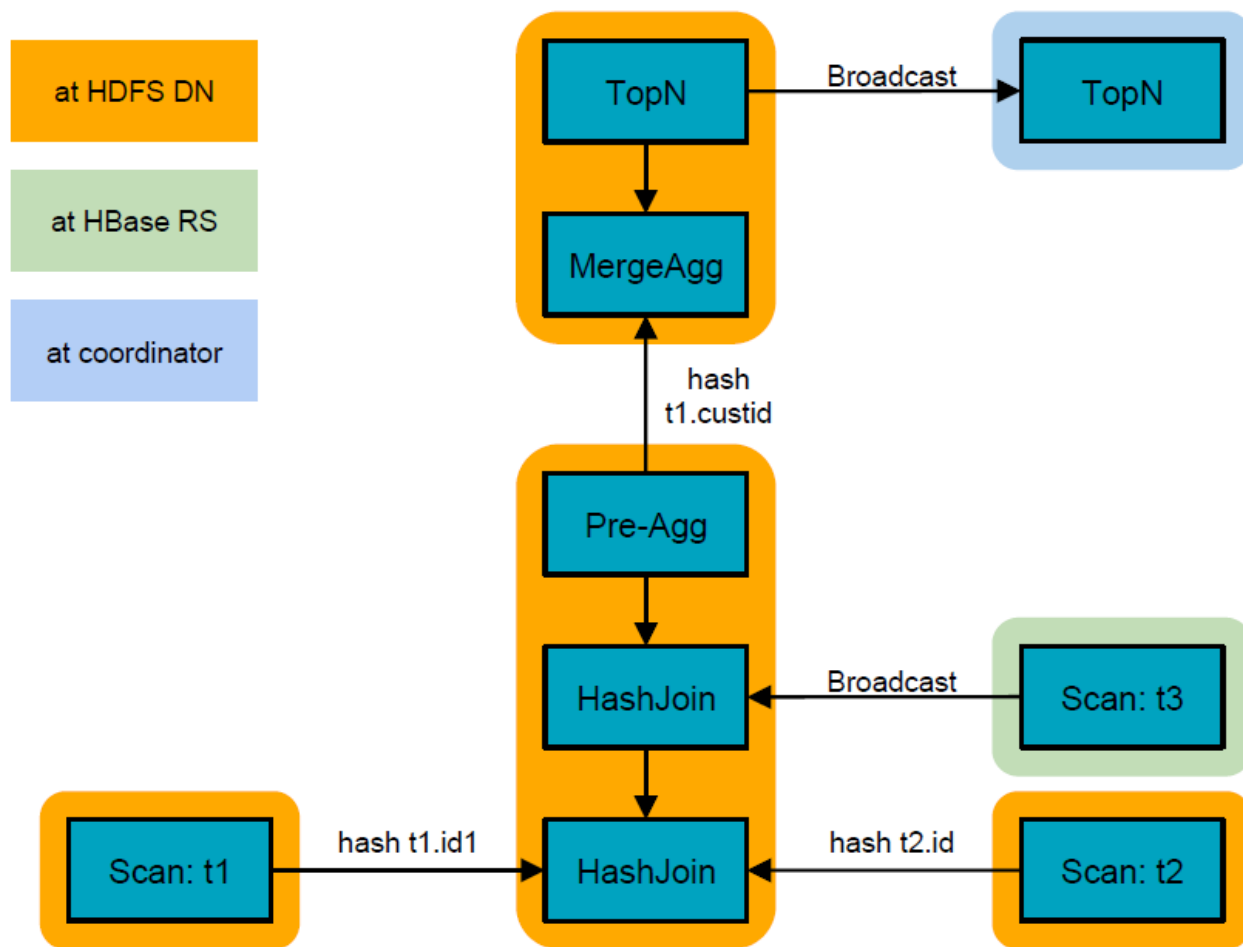 at HDFS DN
at HBase RS
at coordinator
TopN
Broadcast
TopN
MergeAgg
hash
t1.custid
Pre-Agg
HashJoin
Broadcast
Scan: t3
Scan: t1
hash t1.id1
HashJoin
hash t2.id
Scan: t2